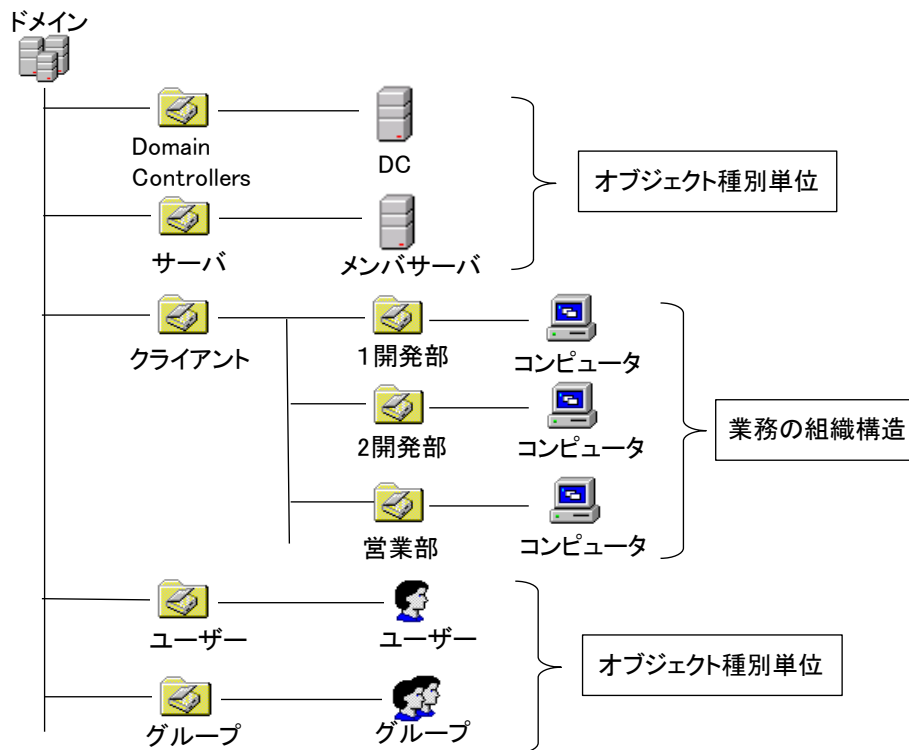 ドメイン
Domain
Controllers
DC
オブジェクト種別単位
サーバ
メンバサーバ
クライアント
1開発部
コンピュータ
2開発部
コンピュータ
業務の組織構造
営業部
コンピュータ
ユーザー
ユーザー
オブジェクト種別単位
グループ
グループ